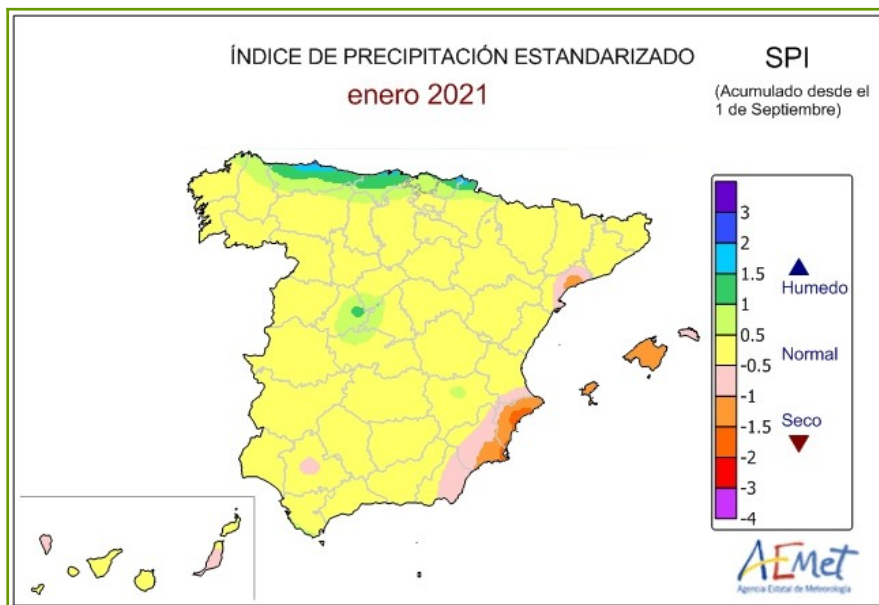 ÍNDICE DE PRECIPITACIÓN ESTANDARIZADO
enero 2021
SPI
(Acumulado desde el
1 de Septiembre)
3
2
1.5
1
0.5
-0.5
-1
-1.5
-2
-3
-4
Humedo
Normal
Seco
AEMet
Agencia Estatal de Meteorología